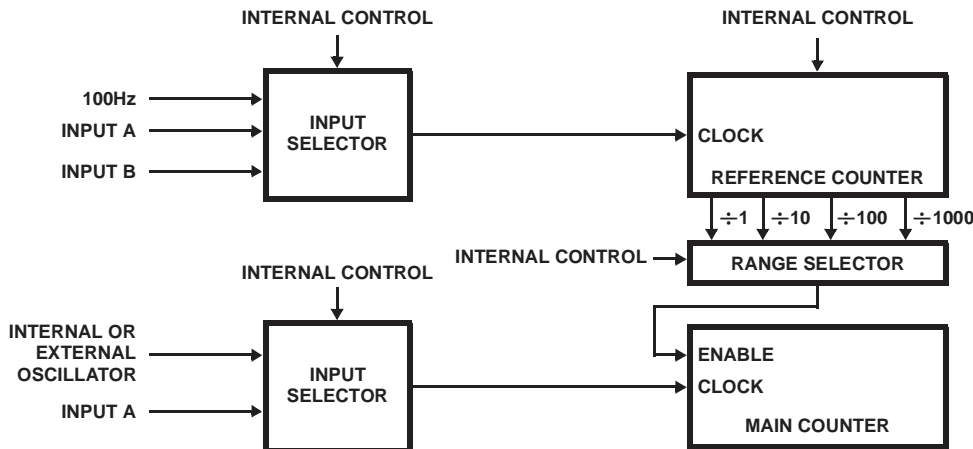 INTERNAL CONTROL
INTERNAL CONTROL
100Hz
INPUT A
INPUT B
INPUT
SELECTOR
CLOCK
REFERENCE COUNTER
÷1
÷10
÷100
÷1000
INTERNAL CONTROL
RANGE SELECTOR
INTERNAL CONTROL
INTERNAL OR
EXTERNAL
OSCILLATOR
INPUT A
INPUT
SELECTOR
ENABLE
CLOCK
MAIN COUNTER